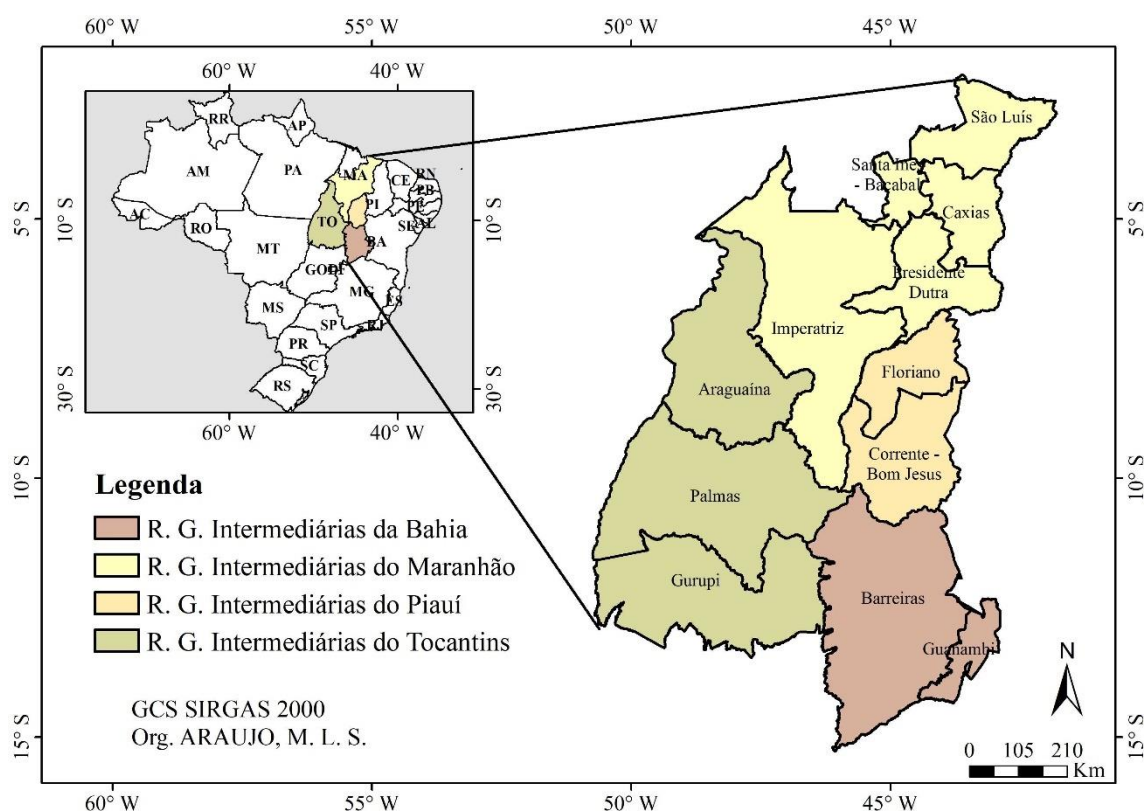 60° W 55° W 50° W 45° W
60° W 40° W
RR AP
AM PA MA CE RN
PB
PI PE
AC TO AL
SE
RO BA
MT
GO DF
MG
MS ES
SP RJ
PR
SC
RS
10° S 10° S
30° S 30° S
60° W 40° W
5° S 5° S
10° S 10° S
15° S 15° S
São Luís
Santa Inês
- Bacabal
Caxias
Presidente
Dutra
Imperatriz
Floriano
Araguaína
Corrente -
Bom Jesus
Palmas
Gurupi
Barreiras
Guanambi
Legenda
R. G. Intermediárias da Bahia
R. G. Intermediárias do Maranhão
R. G. Intermediárias do Piauí
R. G. Intermediárias do Tocantins
GCS SIRGAS 2000
Org. ARAUJO, M. L. S.
N
0 105 210
Km
60° W 55° W 50° W 45° W